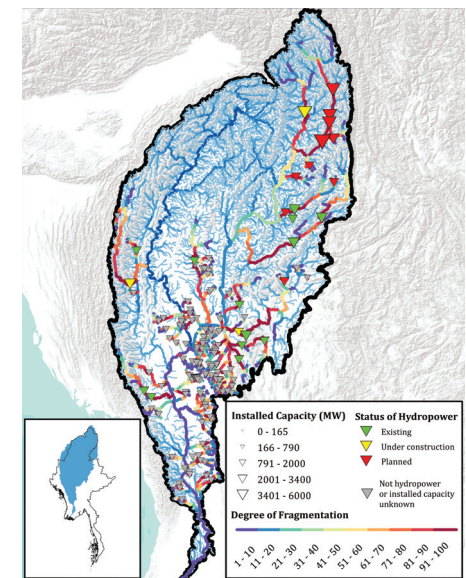 Installed Capacity (MW)
0 - 165
166 - 790
791 - 2000
2001 - 3400
3401 - 6000
Status of Hydropower
Existing
Under construction
Planned
Not hydropower
or installed capacity
unknown
Degree of Fragmentation
1 - 10
11 - 20
21 - 30
31 - 40
41 - 50
51 - 60
61 - 70
71 - 80
81 - 90
91 - 100